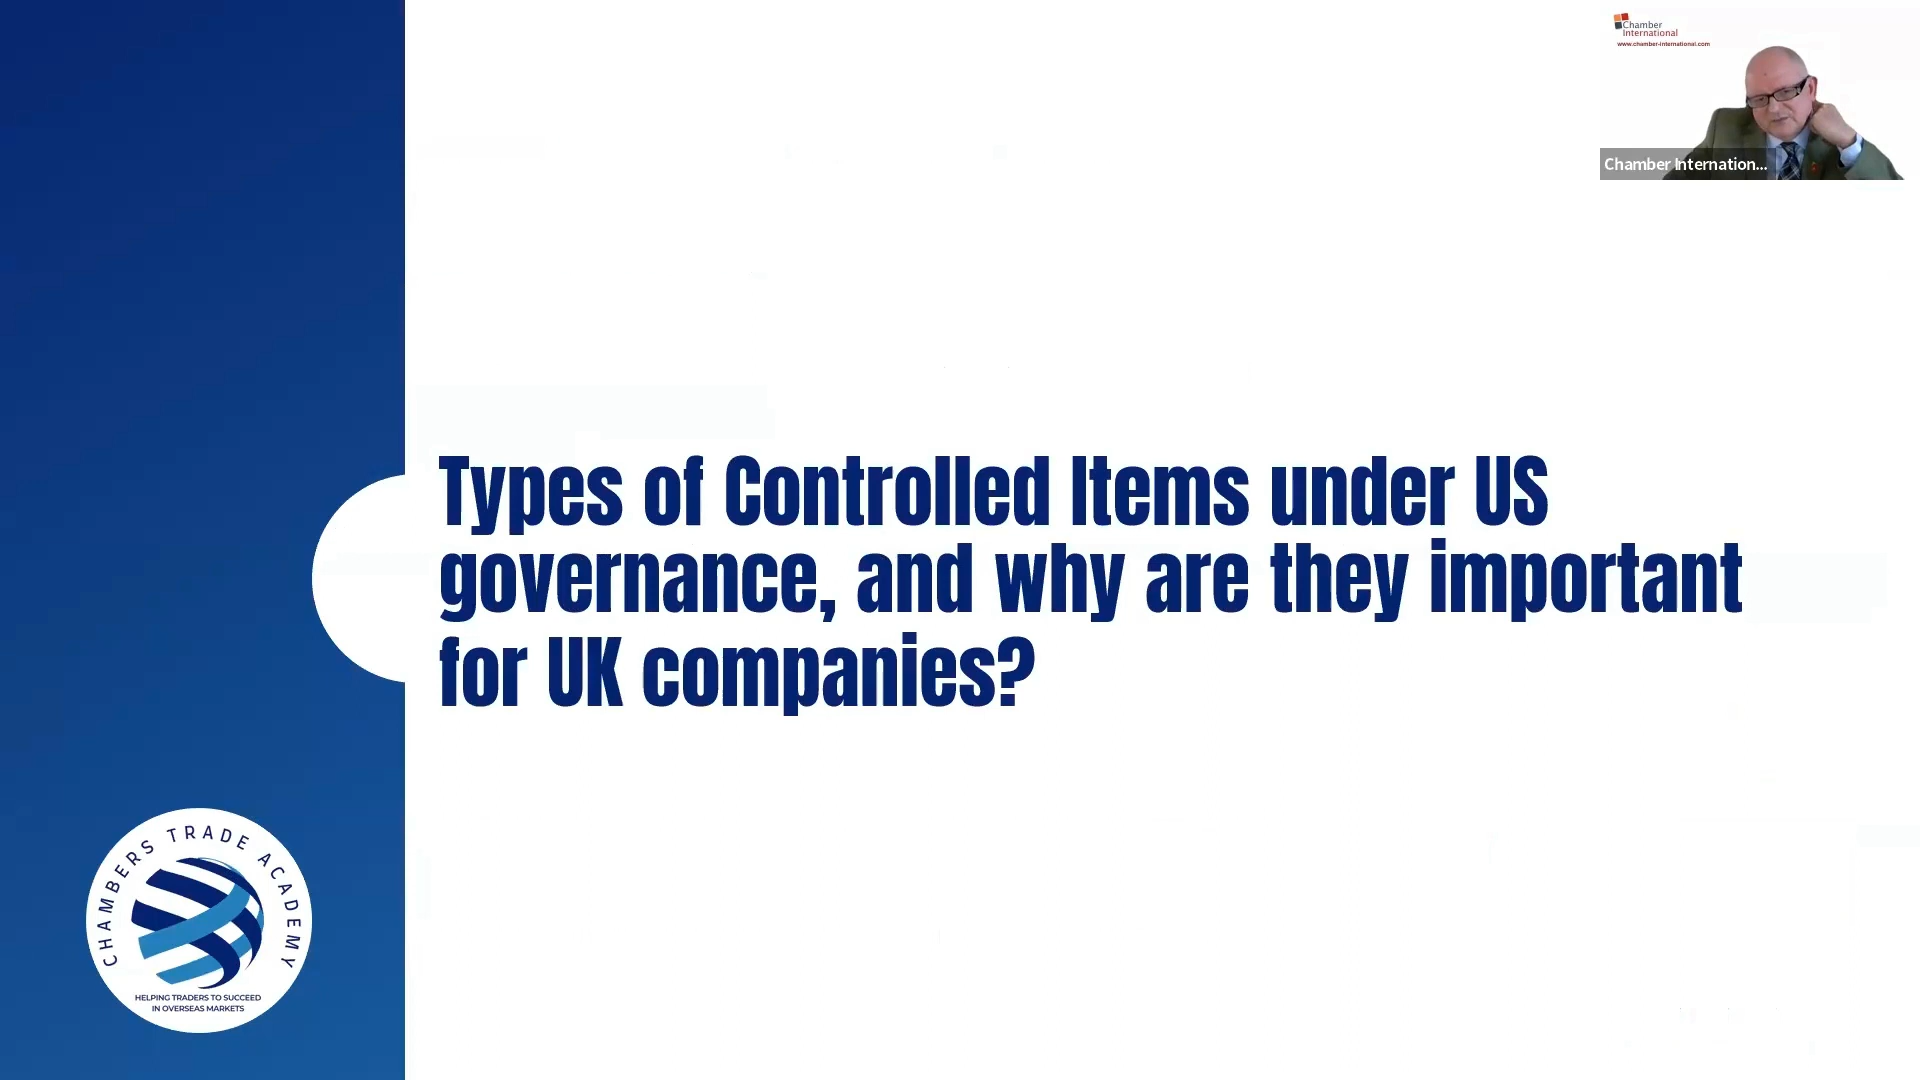 Chamber
International
www.chamber-international.com
Chamber Internation...
Types of Controlled Items under US
governance, and why are they important
for UK companies?
CHAMBERS TRADE ACADEMY
HELPING TRADERS TO SUCCEED
IN OVERSEAS MARKETS